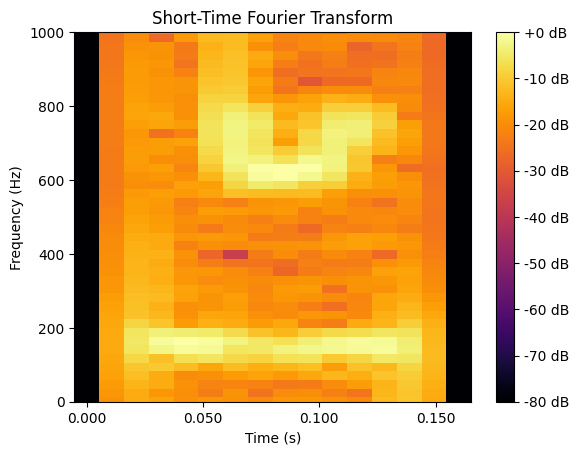 Short-Time Fourier Transform
1000
800
600
400
200
0
Frequency (Hz)
0.000
0.050
0.100
0.150
Time (s)
+0 dB
-10 dB
-20 dB
-30 dB
-40 dB
-50 dB
-60 dB
-70 dB
-80 dB